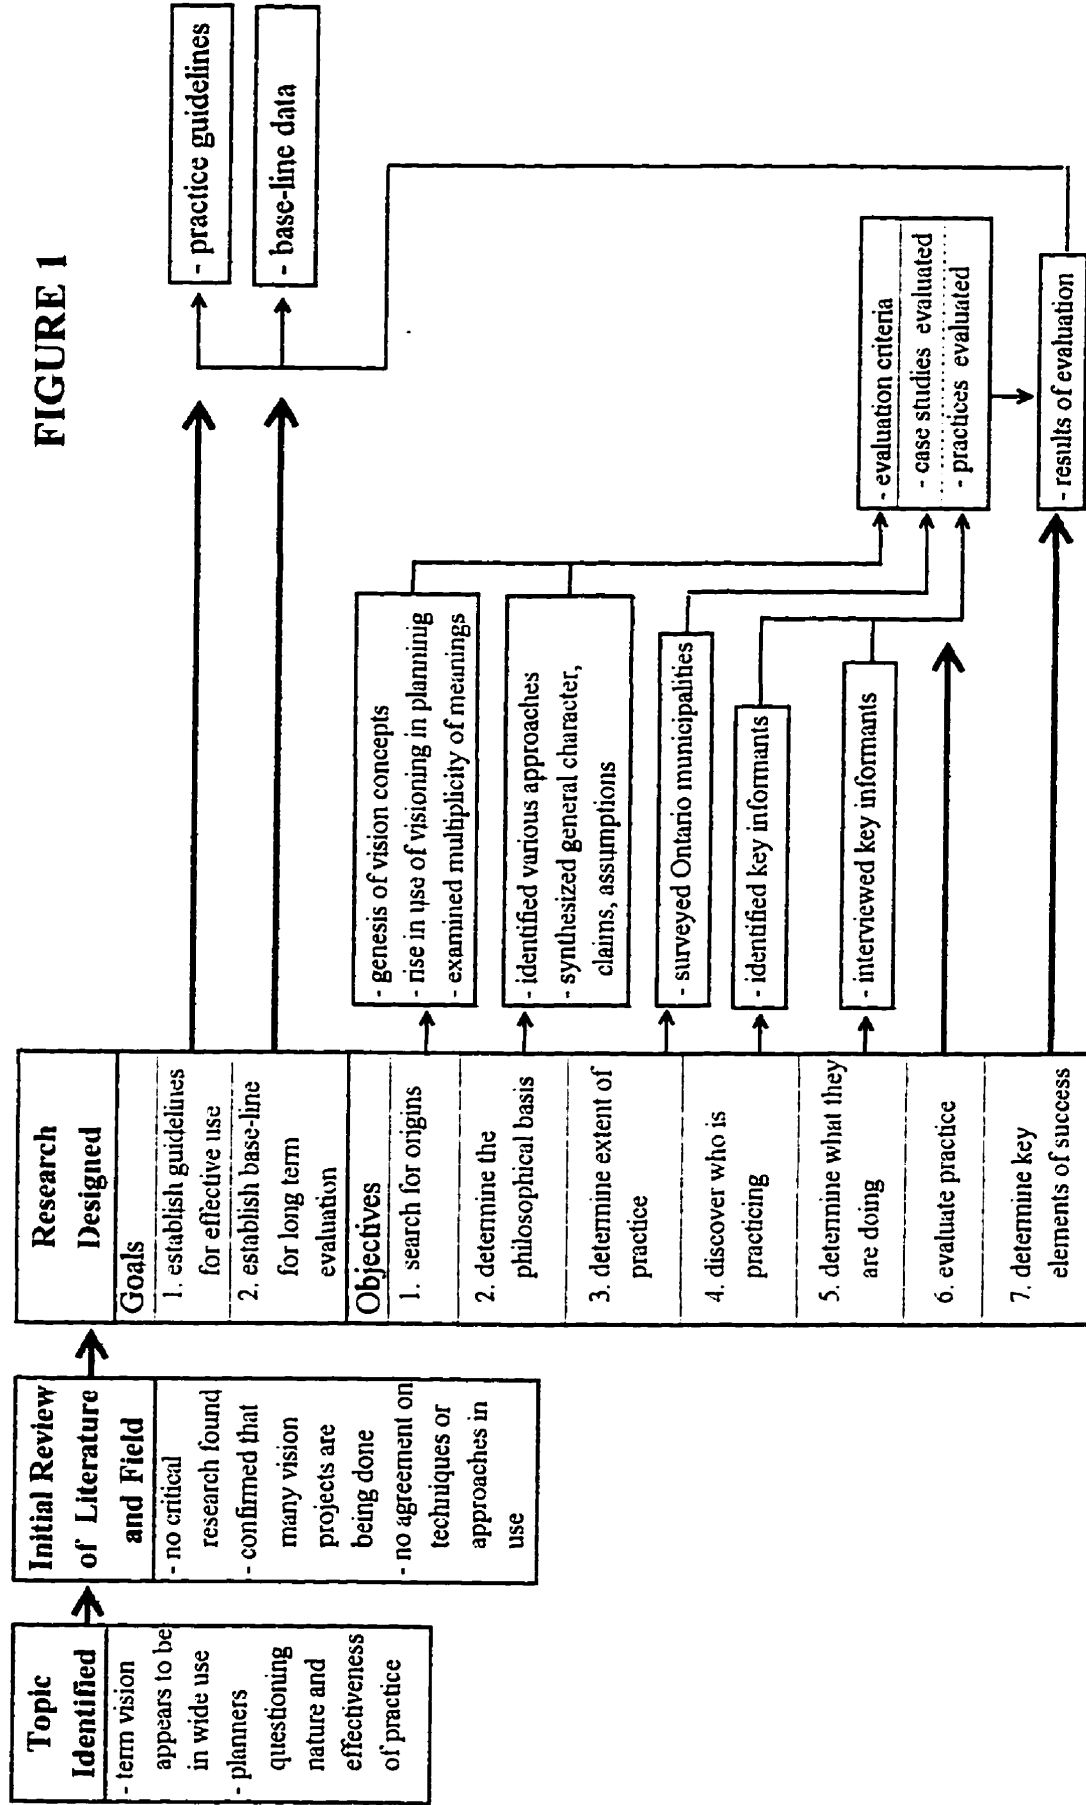 FIGURE 1
Topic
Identified
- term vision
appears to be
in wide use
- planners
questioning
nature and
effectiveness
of practice
Initial Review
of Literature
and Field
- no critical
research found
- confirmed that
many vision
projects are
being done
- no agreement on
techniques or
approaches in
use
Research
Designed
Goals
1. establish guidelines
for effective use
2. establish base-line
for long term
evaluation
Objectives
1. search for origins
2. determine the
philosophical basis
3. determine extent of
practice
4. discover who is
practicing
5. determine what they
are doing
6. evaluate practice
7. determine key
elements of success
- genesis of vision concepts
- rise in use of visioning in planning
- examined multiplicity of meanings
- identified various approaches
- synthesized general character,
claims, assumptions
- surveyed Ontario municipalities
- identified key informants
- interviewed key informants
- evaluation criteria
- case studies evaluated
- practices evaluated
- results of evaluation
- practice guidelines
- base-line data